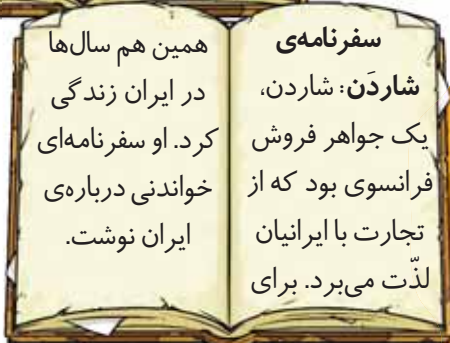 سفرنامه‌ی
شاردَن: شاردن،
یک جواهر فروش
فرانسوی بود که از
تجارت با ایرانیان
لذّت می‌برد. برای
همین هم سال‌ها
در ایران زندگی
کرد. او سفرنامه‌ای
خواندنی درباره‌ی
ایران نوشت.